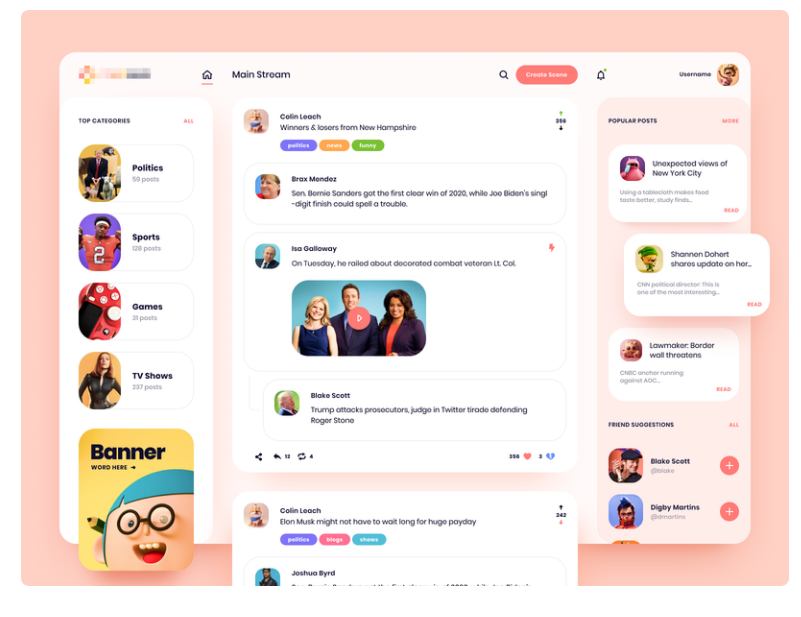 Main Stream
Create Scene
Username
TOP CATEGORIES
ALL
Politics
59 posts
Sports
128 posts
Games
31 posts
TV Shows
237 posts
Banner
WORD HERE →
Colin Leach
Winners & losers from New Hampshire
politics
news
funny
356
Brax Mendez
Sen. Bernie Sanders got the first clear win of 2020, while Joe Biden's singl
-digit finish could spell a trouble.
Isa Galloway
On Tuesday, he railed about decorated combat veteran Lt. Col.
Blake Scott
Trump attacks prosecutors, judge in Twitter tirade defending
Roger Stone
12
4
356
3
Colin Leach
Elon Musk might not have to wait long for huge payday
politics
blogs
shows
242
Joshua Byrd
POPULAR POSTS
MORE
Unexpected views of
New York City
Using a tablecloth makes food
taste better, study finds...
READ
Shannen Dohert
shares update on her...
CNN political director: This is
one of the most interesting...
READ
Lawmaker: Border
wall threatens
CNBC anchor running
against AOC...
READ
FRIEND SUGGESTIONS
ALL
Blake Scott
@blake
Digby Martins
@dmartins